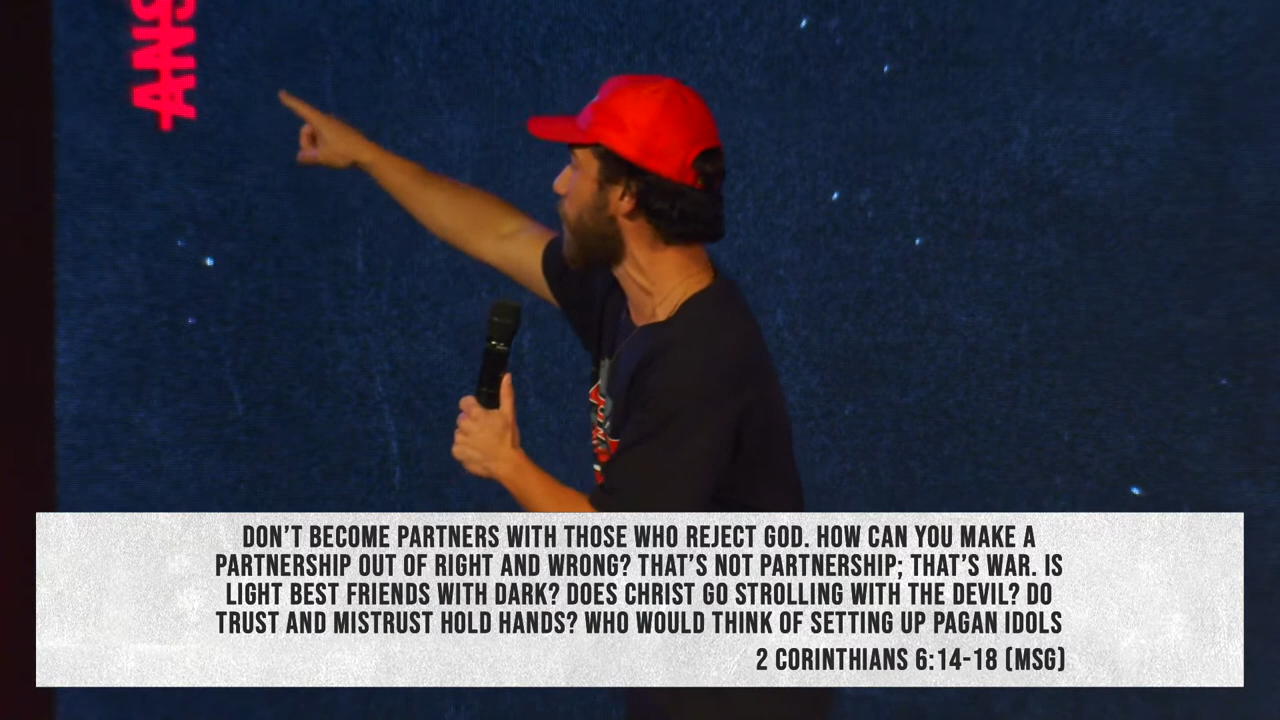 ANS
DON'T BECOME PARTNERS WITH THOSE WHO REJECT GOD. HOW CAN YOU MAKE A
PARTNERSHIP OUT OF RIGHT AND WRONG? THAT'S NOT PARTNERSHIP; THAT'S WAR. IS
LIGHT BEST FRIENDS WITH DARK? DOES CHRIST GO STROLLING WITH THE DEVIL? DO
TRUST AND MISTRUST HOLD HANDS? WHO WOULD THINK OF SETTING UP PAGAN IDOLS
2 CORINTHIANS 6:14-18 (MSG)